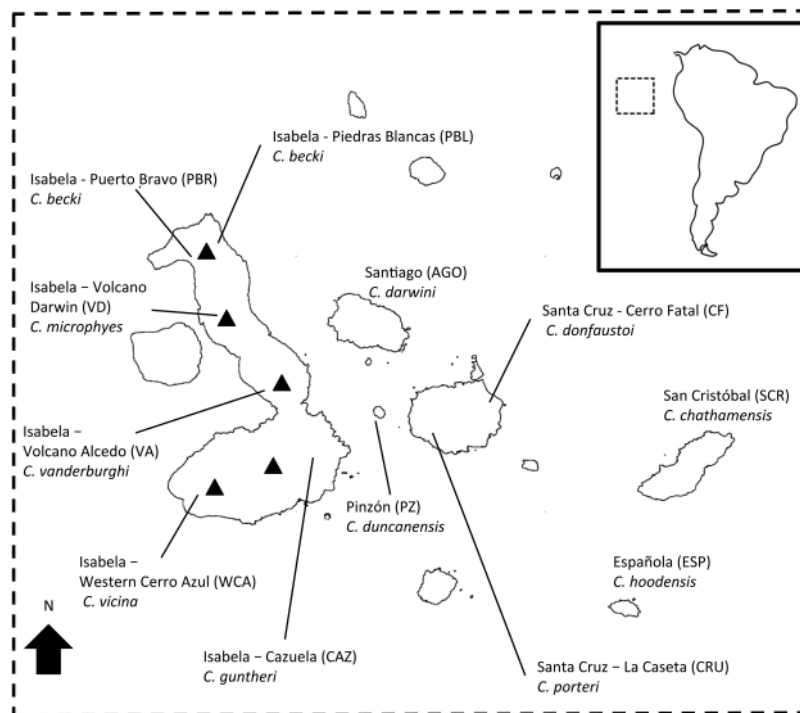 Isabela - Piedras Blancas (PBL)
C. becki
Isabela - Puerto Bravo (PBR)
C. becki
Santiago (AGO)
C. darwini
Isabela – Volcano
Darwin (VD)
C. microphyes
Santa Cruz - Cerro Fatal (CF)
C. donfaustoi
San Cristóbal (SCR)
C. chathamensis
Isabela –
Volcano Alcedo (VA)
C. vanderburghi
Pinzón (PZ)
C. duncanensis
Isabela –
Western Cerro Azul (WCA)
C. vicina
Española (ESP)
C. hoodensis
N
Isabela – Cazuela (CAZ)
C. guntheri
Santa Cruz – La Caseta (CRU)
C. porteri